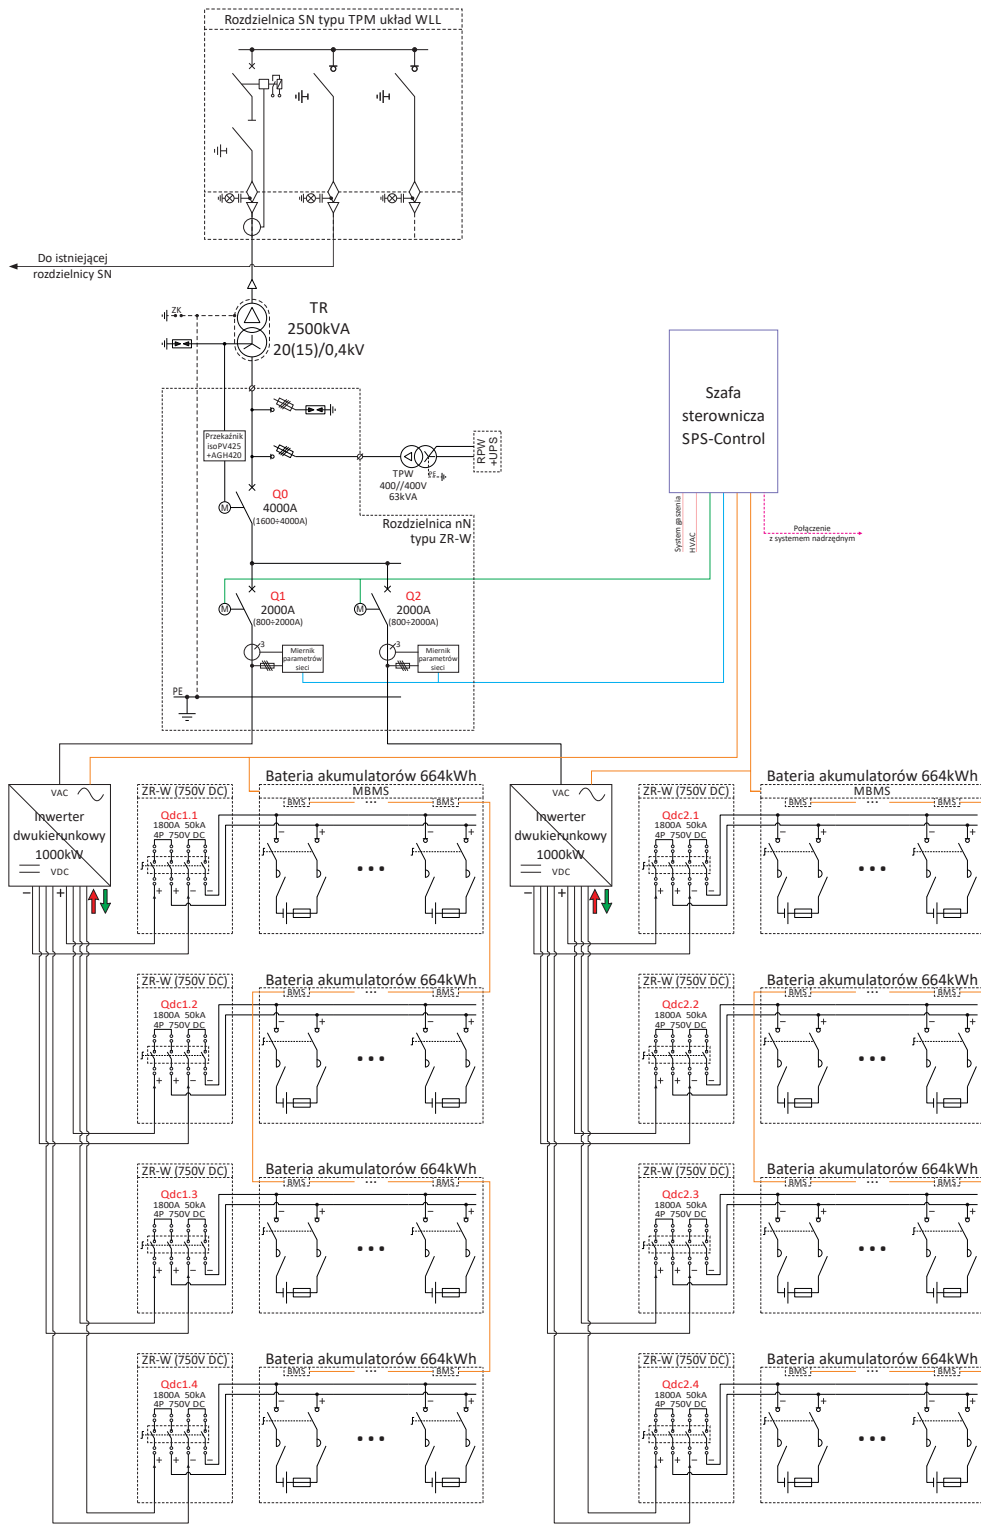 Rozdzielnica SN typu TPM układ WLL
Do istniejącej
rozdzielnicy SN
ZK
TR
2500kVA
20(15)/0,4kV
Szafa
sterownicza
SPS-Control
Przekaźnik
isoPV425
+AGH420
TPW
400//400V
63kVA
PE
RPW
+UPS
M
Q0
4000A
(1600÷4000A)
Rozdzielnica nN
typu ZR-W
System gaszenia
HVAC
Połączenie
z systemem nadrzędnym
M
Q1
2000A
(800÷2000A)
M
Q2
2000A
(800÷2000A)
3
Miernik
parametrów
sieci
3
Miernik
parametrów
sieci
PE
VAC
Inwerter
dwukierunkowy
1000kW
VDC
− +
ZR-W (750V DC)
Qdc1.1
1800A 50kA
4P 750V DC
+ + − −
Bateria akumulatorów 664kWh
MBMS
BMS ... BMS
− + − +
VAC
Inwerter
dwukierunkowy
1000kW
VDC
− +
ZR-W (750V DC)
Qdc2.1
1800A 50kA
4P 750V DC
+ + − −
Bateria akumulatorów 664kWh
MBMS
BMS ... BMS
− + − +
ZR-W (750V DC)
Qdc1.2
1800A 50kA
4P 750V DC
+ + − −
Bateria akumulatorów 664kWh
BMS ... BMS
− + − +
ZR-W (750V DC)
Qdc2.2
1800A 50kA
4P 750V DC
+ + − −
Bateria akumulatorów 664kWh
BMS ... BMS
− + − +
ZR-W (750V DC)
Qdc1.3
1800A 50kA
4P 750V DC
+ + − −
Bateria akumulatorów 664kWh
BMS ... BMS
− + − +
ZR-W (750V DC)
Qdc2.3
1800A 50kA
4P 750V DC
+ + − −
Bateria akumulatorów 664kWh
BMS ... BMS
− + − +
ZR-W (750V DC)
Qdc1.4
1800A 50kA
4P 750V DC
+ + − −
Bateria akumulatorów 664kWh
BMS ... BMS
− + − +
ZR-W (750V DC)
Qdc2.4
1800A 50kA
4P 750V DC
+ + − −
Bateria akumulatorów 664kWh
BMS ... BMS
− + − +